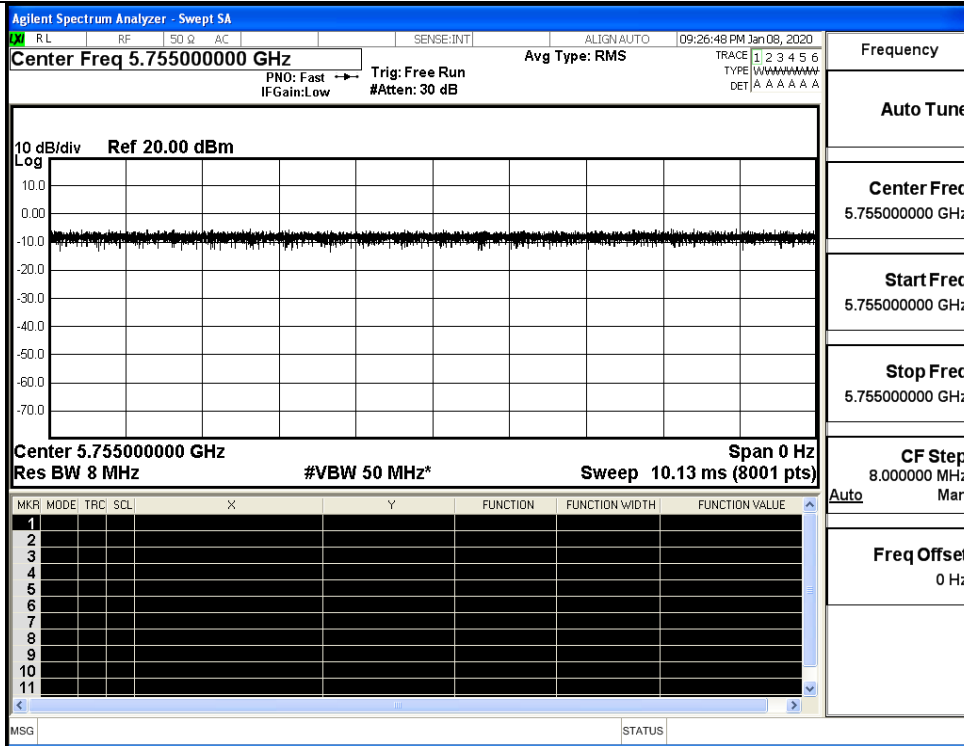 Agilent Spectrum Analyzer - Swept SA
LXI RL RF 50 Ω AC SENSE:INT ALIGN AUTO 09:26:48 PM Jan 08, 2020
Center Freq 5.755000000 GHz
Avg Type: RMS
TRACE 1 2 3 4 5 6
PNO: Fast
Trig: Free Run
TYPE WWWWWW
IFGain:Low
#Atten: 30 dB
DET A A A A A A
10 dB/div Ref 20.00 dBm
Log
10.0
0.00
-10.0
-20.0
-30.0
-40.0
-50.0
-60.0
-70.0
Center 5.755000000 GHz Span 0 Hz
Res BW 8 MHz #VBW 50 MHz* Sweep 10.13 ms (8001 pts)
MKR MODE TRC SCL X Y FUNCTION FUNCTION WIDTH FUNCTION VALUE
1
2
3
4
5
6
7
8
9
10
11
MSG STATUS
Frequency
Auto Tune
Center Freq
5.755000000 GHz
Start Freq
5.755000000 GHz
Stop Freq
5.755000000 GHz
CF Step
8.000000 MHz
Auto Man
Freq Offset
0 Hz